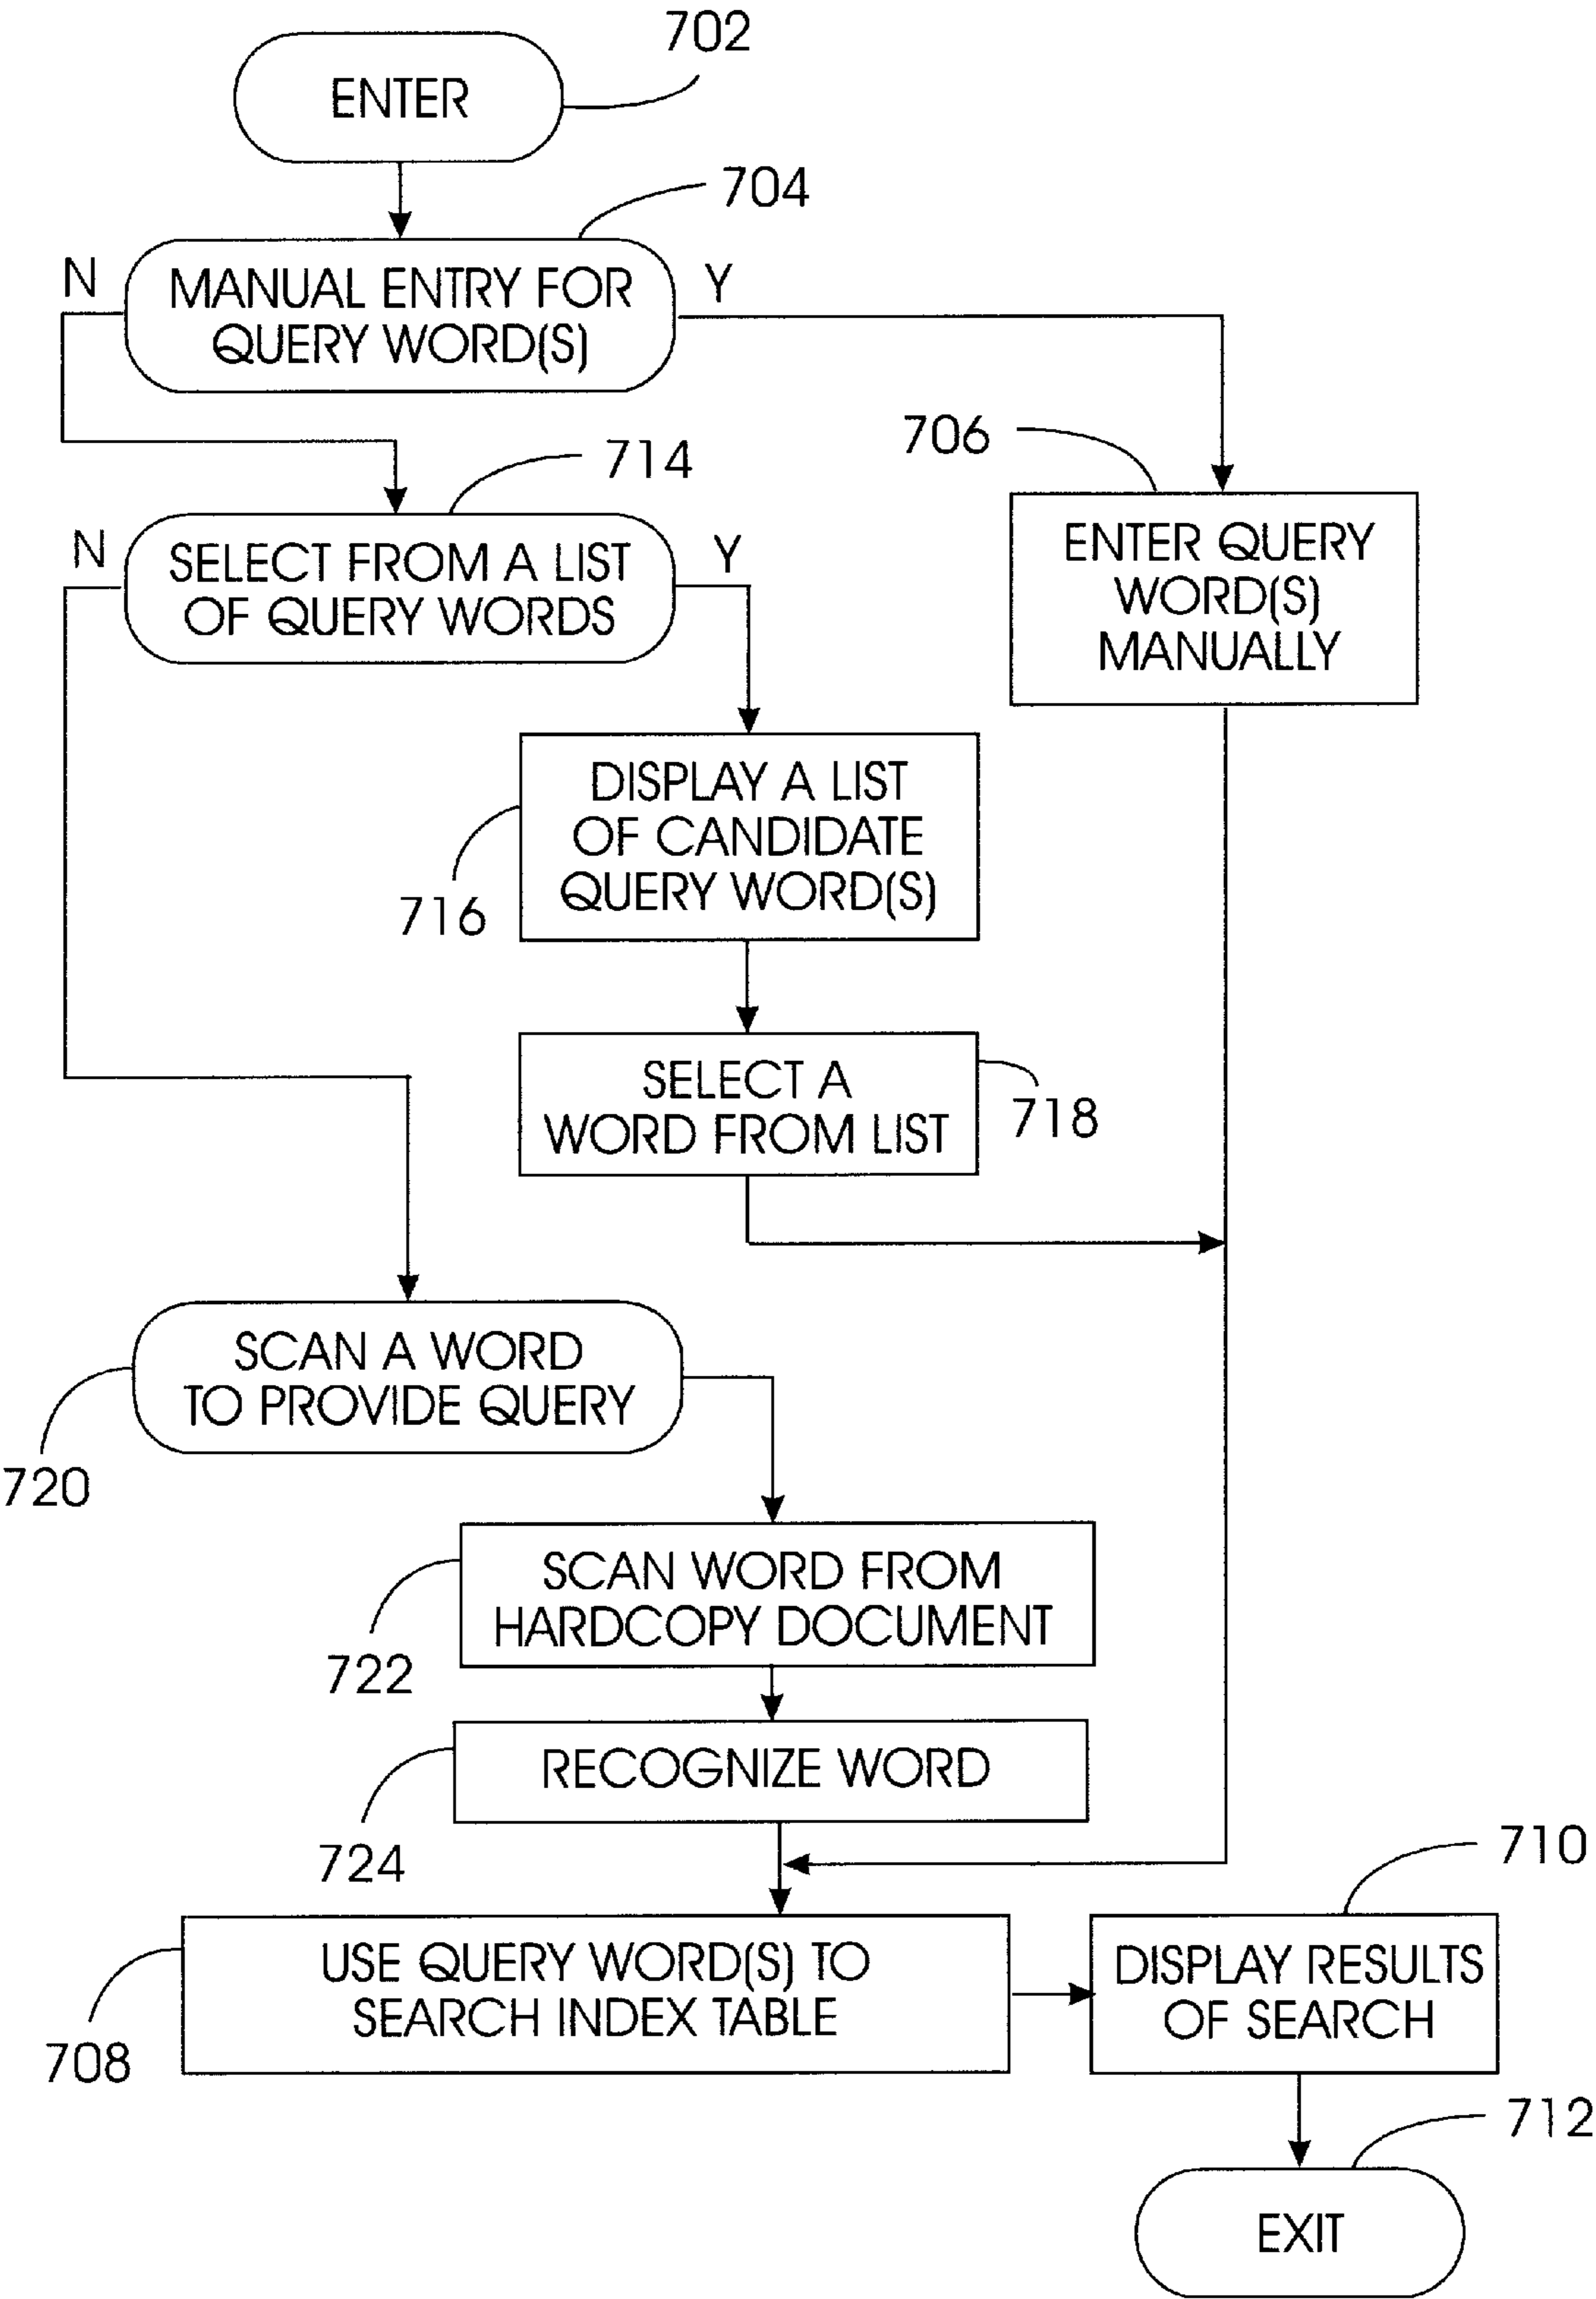 702
ENTER
704
N
MANUAL ENTRY FOR
QUERY WORD(S)
Y
706
714
N
SELECT FROM A LIST
OF QUERY WORDS
Y
ENTER QUERY
WORD(S)
MANUALLY
DISPLAY A LIST
OF CANDIDATE
QUERY WORD(S)
716
SELECT A
WORD FROM LIST
718
SCAN A WORD
TO PROVIDE QUERY
720
SCAN WORD FROM
HARDCOPY DOCUMENT
722
RECOGNIZE WORD
724
710
USE QUERY WORD(S) TO
SEARCH INDEX TABLE
708
DISPLAY RESULTS
OF SEARCH
712
EXIT